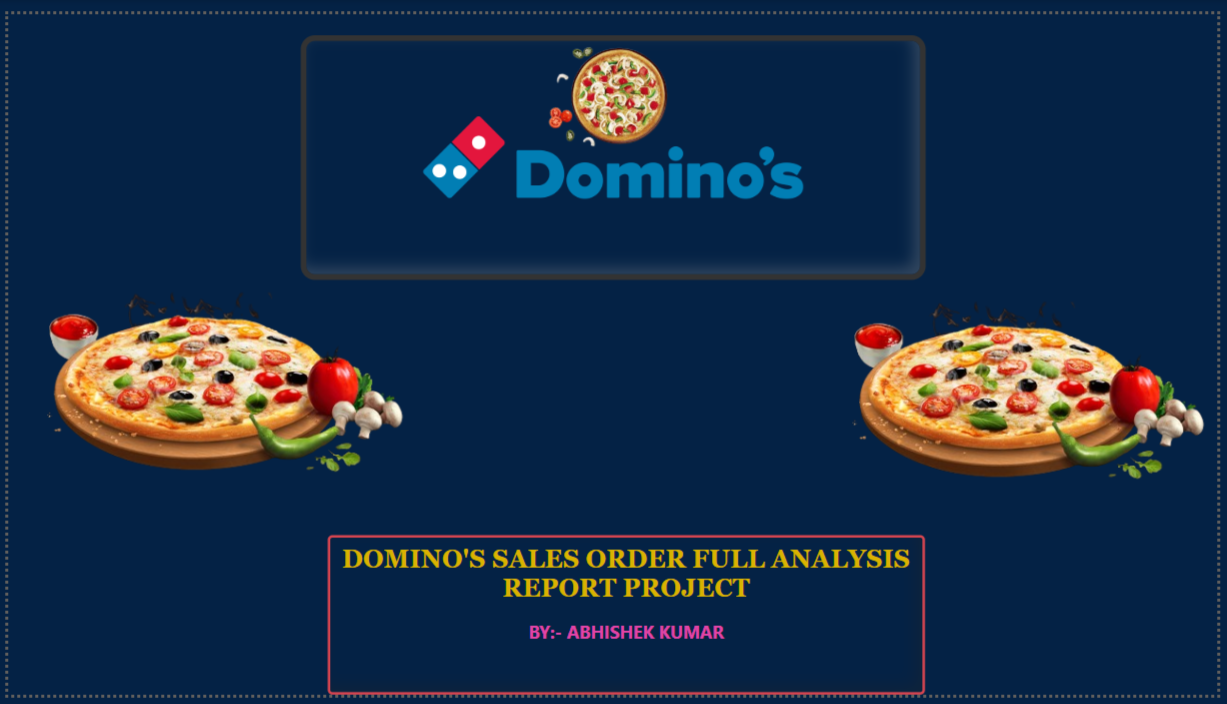 Domino's
DOMINO'S SALES ORDER FULL ANALYSIS
REPORT PROJECT
BY:- ABHISHEK KUMAR